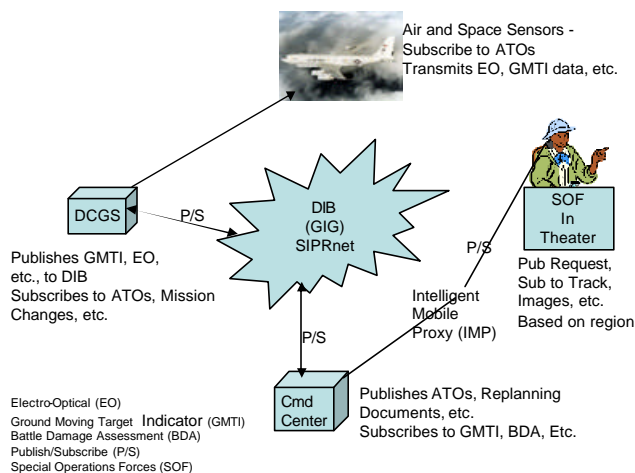 Air and Space Sensors -
Subscribe to ATOs
Transmits EO, GMTI data, etc.
DCGS
P/S
DIB
(GIG)
SIPRnet
SOF
In
Theater
P/S
Publishes GMTI, EO,
etc., to DIB
Subscribes to ATOs, Mission
Changes, etc.
Pub Request,
Sub to Track,
Images, etc.
Based on region
Intelligent
Mobile
Proxy (IMP)
P/S
Cmd
Center
Publishes ATOs, Replanning
Documents, etc.
Subscribes to GMTI, BDA, Etc.
Electro-Optical (EO)
Ground Moving Target Indicator (GMTI)
Battle Damage Assessment (BDA)
Publish/Subscribe (P/S)
Special Operations Forces (SOF)